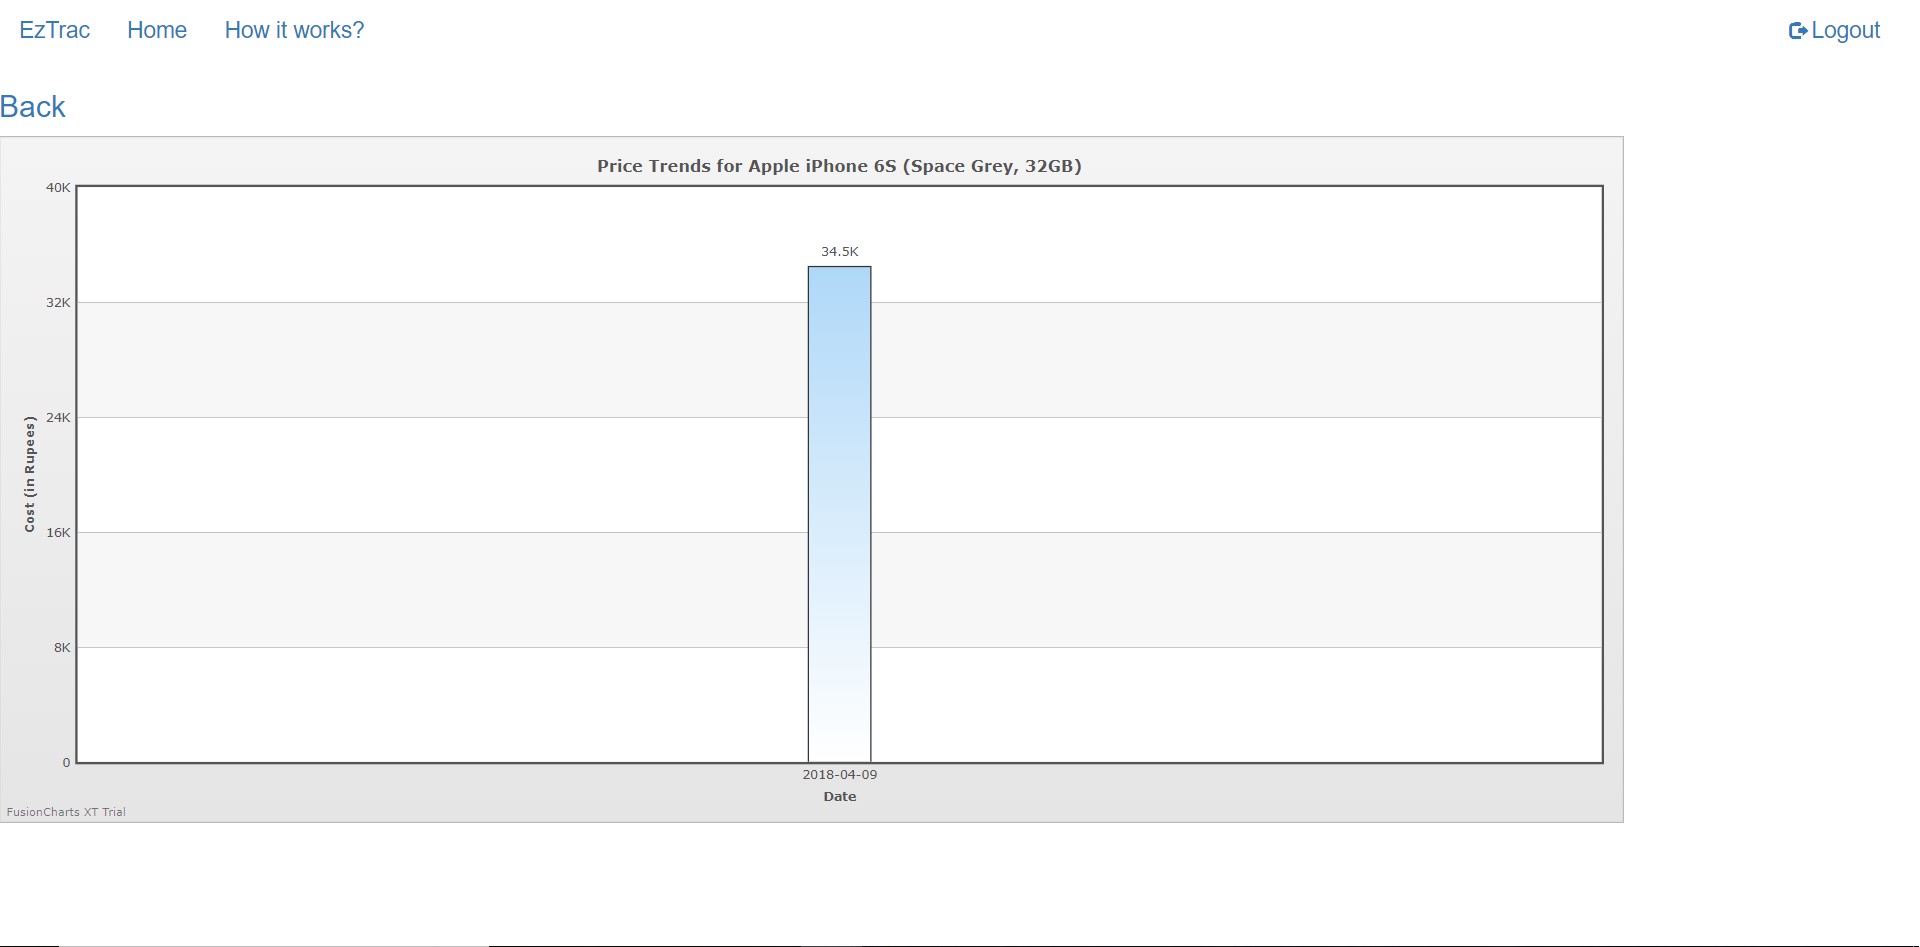 EzTrac Home How it works? Logout
Back
Price Trends for Apple iPhone 6S (Space Grey, 32GB)
40K
34.5K
32K
24K
Cost (in Rupees)
16K
8K
0
2018-04-09
Date
FusionCharts XT Trial